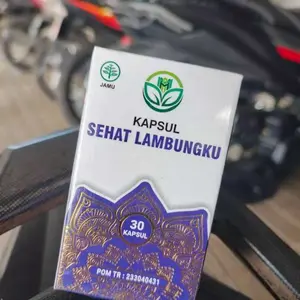 JAMU
KAPSUL
SEHAT LAMBUNGKU
30
KAPSUL
POM TR : 233040431